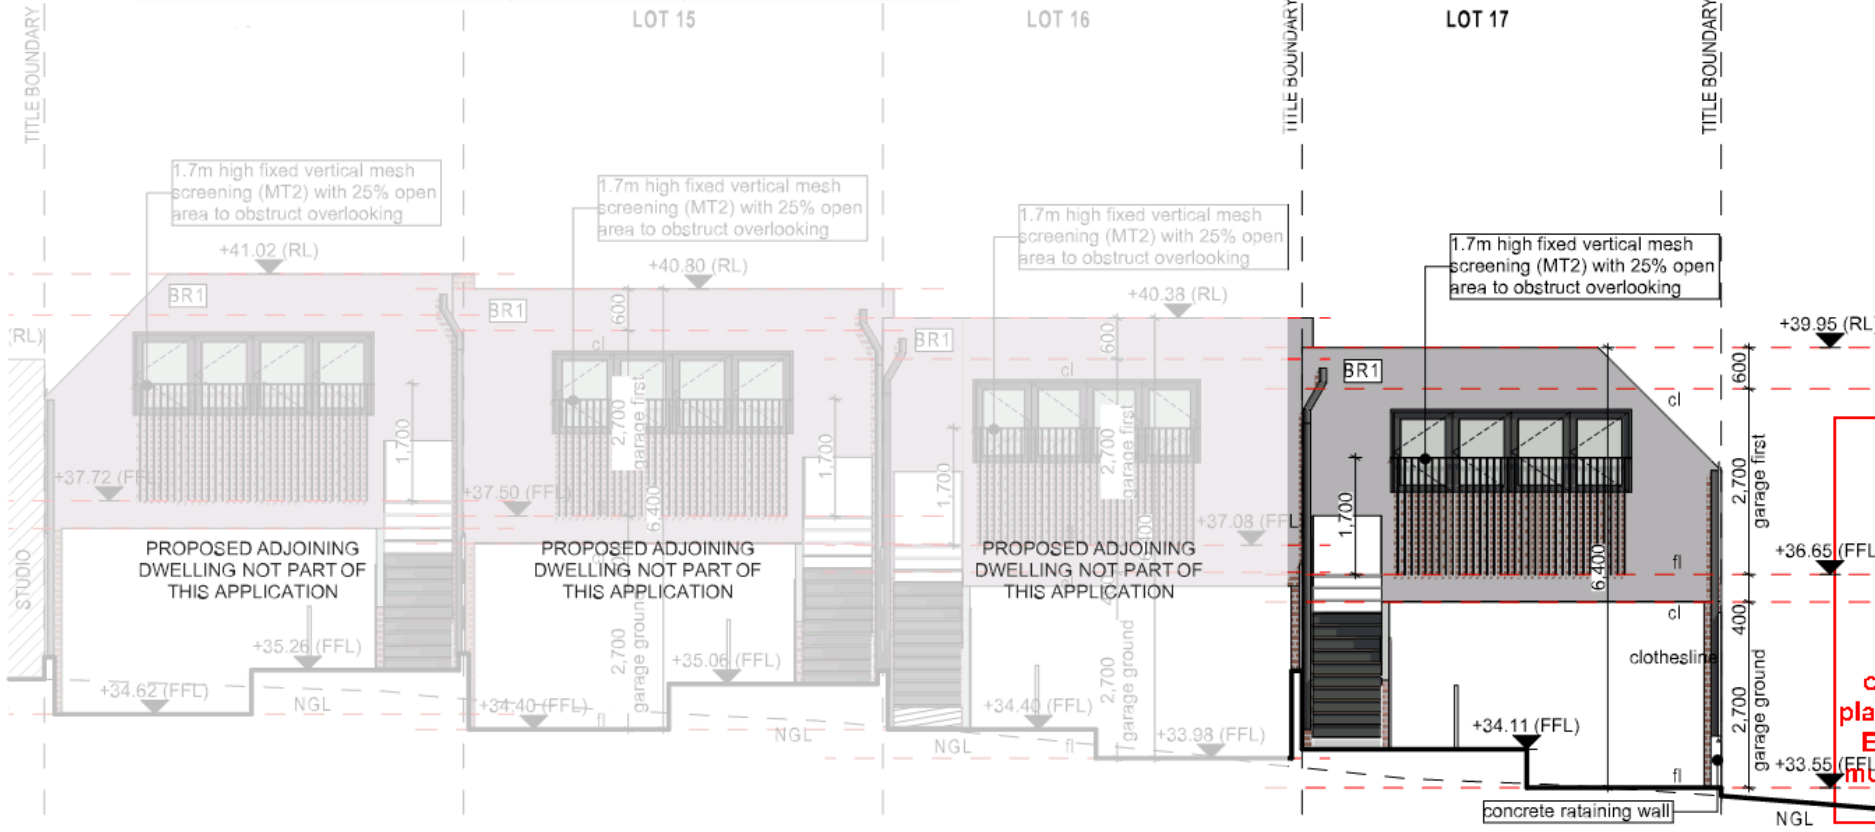 LOT 15
LOT 16
LOT 17
TITLE BOUNDARY
TITLE BOUNDARY
TITLE BOUNDARY
1.7m high fixed vertical mesh
screening (MT2) with 25% open
area to obstruct overlooking
1.7m high fixed vertical mesh
screening (MT2) with 25% open
area to obstruct overlooking
1.7m high fixed vertical mesh
screening (MT2) with 25% open
area to obstruct overlooking
1.7m high fixed vertical mesh
screening (MT2) with 25% open
area to obstruct overlooking
+41.02 (RL)
+40.80 (RL)
+40.38 (RL)
+39.95 (RL)
(RL)
BR1
BR1
BR1
BR1
600
600
600
cl
cl
cl
2,700
garage first
2,700
garage first
2,700
garage first
1,700
1,700
1,700
1,700
+37.72 (FFL)
+37.50 (FFL)
+37.08 (FFL
+36.65 (FFL
6,400
6,400
fl
cl
400
STUDIO
PROPOSED ADJOINING
DWELLING NOT PART OF
THIS APPLICATION
PROPOSED ADJOINING
DWELLING NOT PART OF
THIS APPLICATION
PROPOSED ADJOINING
DWELLING NOT PART OF
THIS APPLICATION
2,700
garage ground
2,700
garage ground
2,700
garage ground
clothesline
+35.26 (FFL)
+35.06 (FFL)
+34.62 (FFL)
+34.40 (FFL)
+34.40 (FFL)
+33.98 (FFL)
+34.11 (FFL)
+33.55 (FFL
NGL
NGL
NGL
NGL
fl
fl
fl
concrete rataining wall
c
pla
E
mu